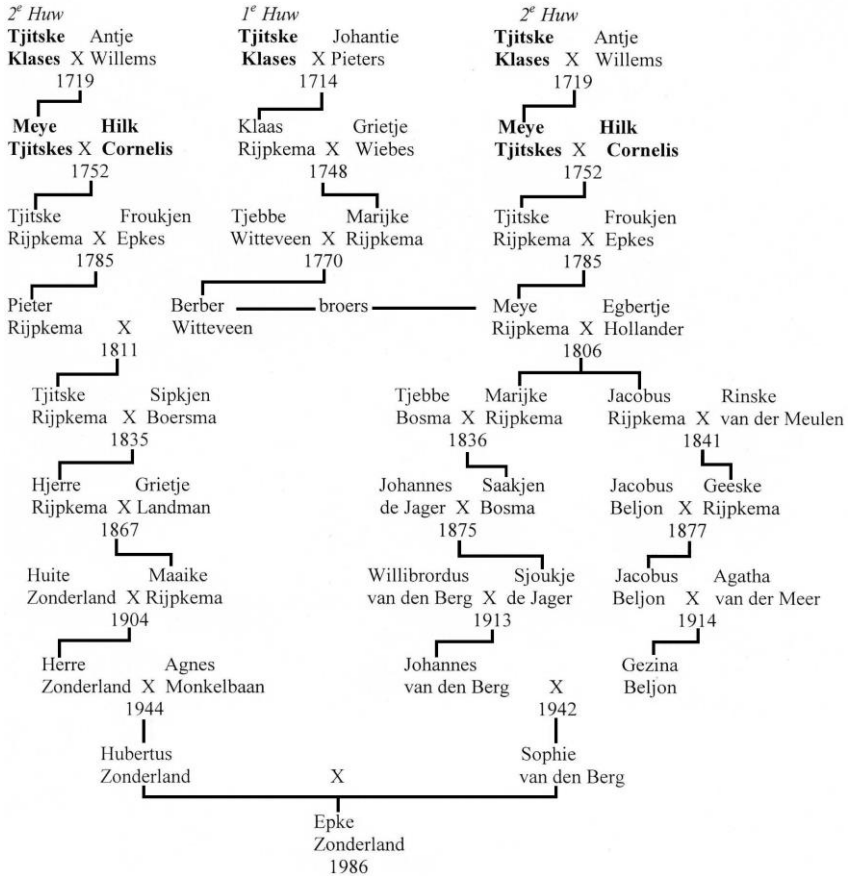 2e Huw 1e Huw 2e Huw
Tjitske Antje Tjitske Johantie Tjitske Antje
Klases X Willems Klases X Pieters Klases X Willems
1719 1714 1719
Meye Hilk Klaas Grietje Meye Hilk
Tjitskes X Cornelis Rijpkema X Wiebes Tjitskes X Cornelis
1752 1748 1752
Tjitske Froukjen Tjebbe Marijke Tjitske Froukjen
Rijpkema X Epkes Witteveen X Rijpkema Rijpkema X Epkes
1785 1770 1785
Pieter Berber broers Meye Egbertje
Rijpkema X Witteveen Rijpkema X Hollander
1811 1806
Tjitske Sipkjen Tjebbe Marijke Jacobus Rinske
Rijpkema X Boersma Bosma X Rijpkema Rijpkema X van der Meulen
1835 1836 1841
Hjerre Grietje Johannes Saakjen Jacobus Geeske
Rijpkema X Landman de Jager X Bosma Beljon X Rijpkema
1867 1875 1877
Huite Maaike Willibrordus Sjoukje Jacobus Agatha
Zonderland X Rijpkema van den Berg X de Jager Beljon X van der Meer
1904 1913 1914
Herre Agnes Johannes Gezina
Zonderland X Monkelbaan van den Berg X Beljon
1944 1942
Hubertus Sophie
Zonderland X van den Berg
Epke
Zonderland
1986